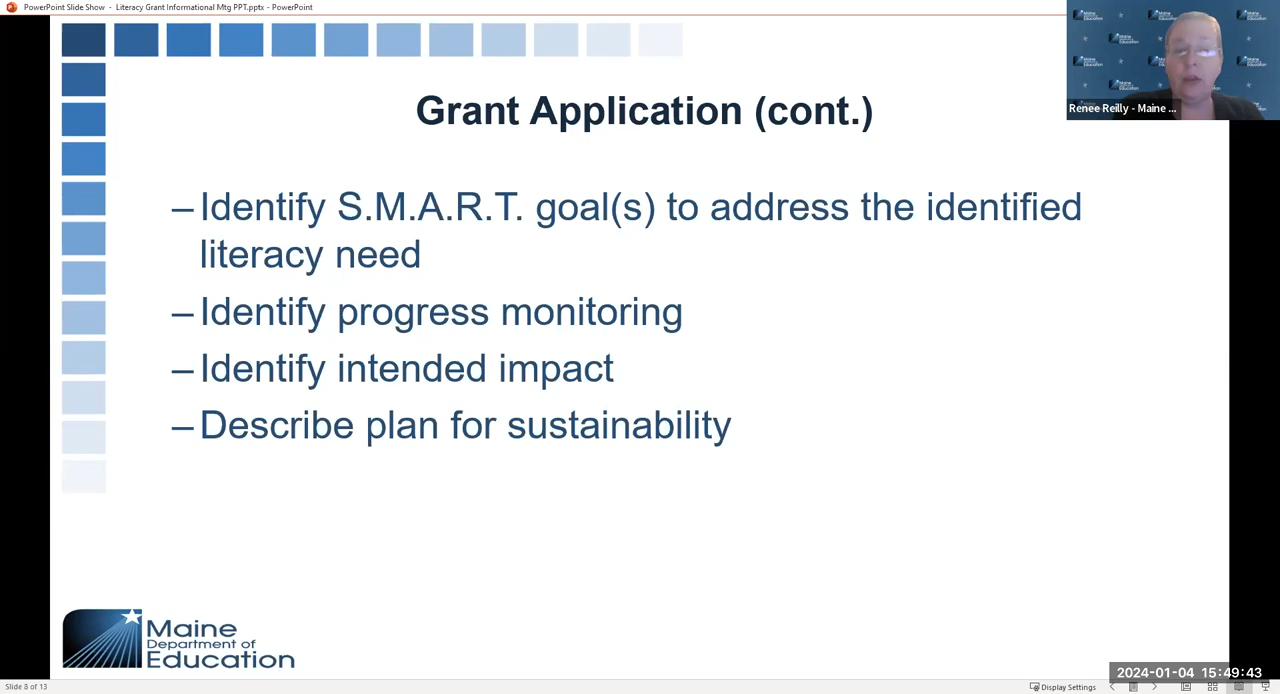 PowerPoint Slide Show - Literacy Grant Informational Mtg PPT.pptx - PowerPoint
Grant Application (cont.)
– Identify S.M.A.R.T. goal(s) to address the identified
literacy need
– Identify progress monitoring
– Identify intended impact
– Describe plan for sustainability
Renee Reilly - Maine ...
Maine
Department of
Education
2024-01-04 15:49:43
Slide 8 of 13
Display Settings